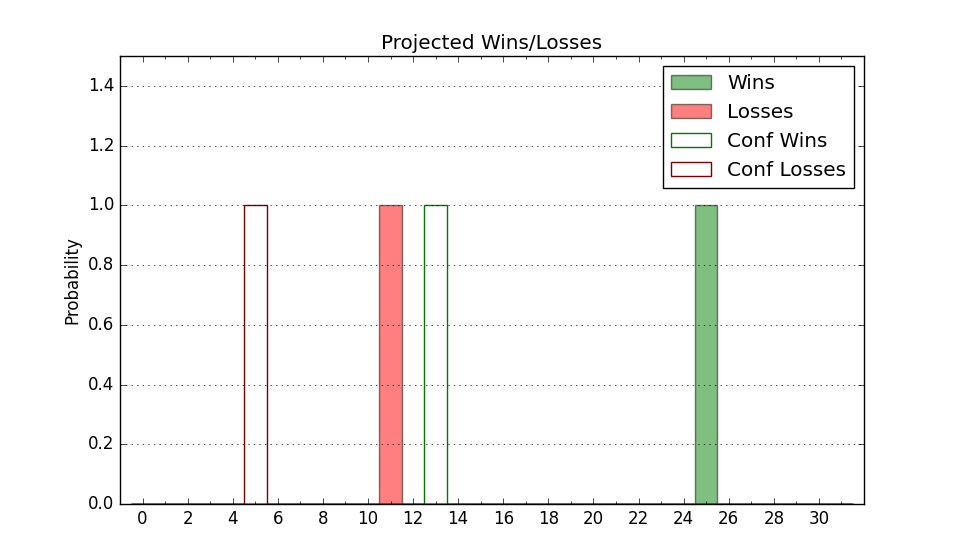 Projected Wins/Losses
1.4
1.2
1.0
0.8
0.6
0.4
0.2
0.0
Probability
Wins
Losses
Conf Wins
Conf Losses
0 2 4 6 8 10 12 14 16 18 20 22 24 26 28 30